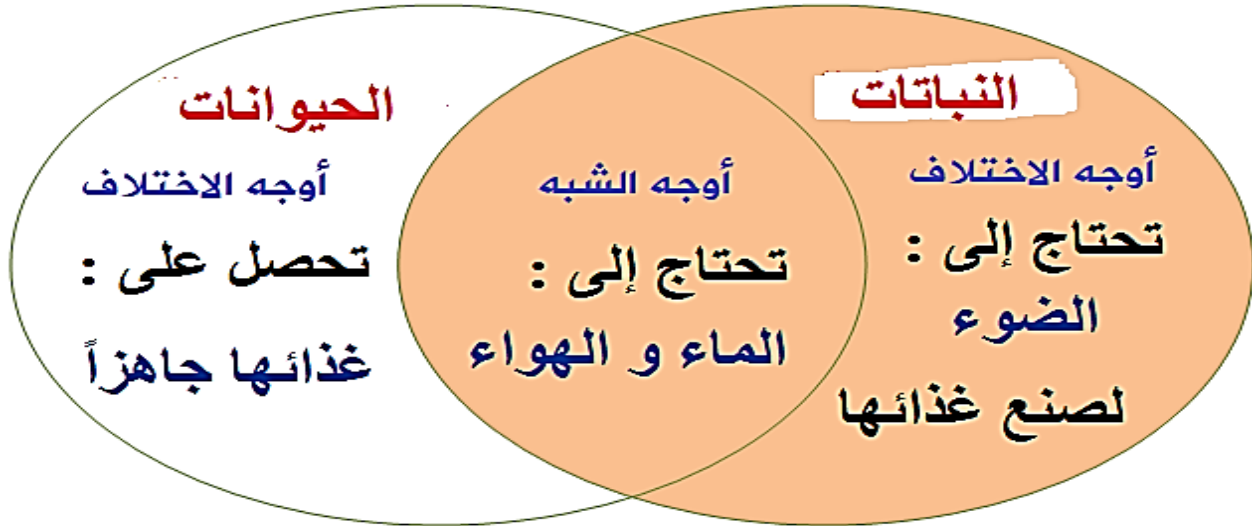 النباتات
أوجه الاختلاف
تحتاج إلى :
الضوء
لصنع غذائها
أوجه الشبه
تحتاج إلى :
الماء و الهواء
الحيوانات
أوجه الاختلاف
تحصل على :
غذائها جاهزاً